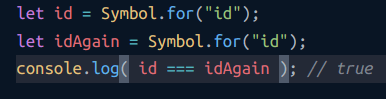 let id = Symbol.for("id");
let idAgain = Symbol.for("id");
console.log( id === idAgain ); // true